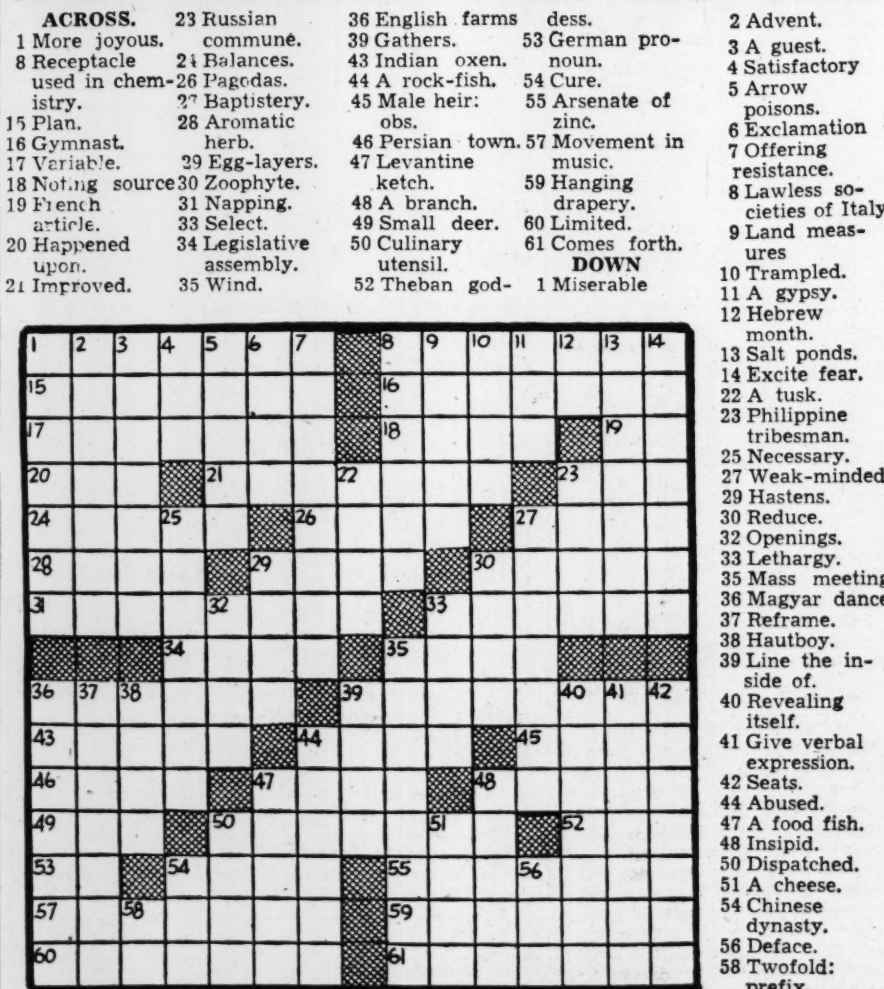 ACROSS.
1 More joyous.
8 Receptacle
used in chem-
istry.
15 Plan.
16 Gymnast.
17 Variable.
18 Noting source
19 French
article.
20 Happened
upon.
21 Improved.
23 Russian
commune.
24 Balances.
26 Pagodas.
27 Baptistery.
28 Aromatic
herb.
29 Egg-layers.
30 Zoophyte.
31 Napping.
33 Select.
34 Legislative
assembly.
35 Wind.
36 English farms
39 Gathers.
43 Indian oxen.
44 A rock-fish.
45 Male heir:
obs.
46 Persian town.
47 Levantine
ketch.
48 A branch.
49 Small deer.
50 Culinary
utensil.
52 Theban god-
dess.
53 German pro-
noun.
54 Cure.
55 Arsenate of
zinc.
57 Movement in
music.
59 Hanging
drapery.
60 Limited.
61 Comes forth.
DOWN
1 Miserable
2 Advent.
3 A guest.
4 Satisfactory
5 Arrow
poisons.
6 Exclamation
7 Offering
resistance.
8 Lawless so-
cieties of Italy
9 Land meas-
ures
10 Trampled.
11 A gypsy.
12 Hebrew
month.
13 Salt ponds.
14 Excite fear.
22 A tusk.
23 Philippine
tribesman.
25 Necessary.
27 Weak-minded
29 Hastens.
30 Reduce.
32 Openings.
33 Lethargy.
35 Mass meeting
36 Magyar dance
37 Reframe.
38 Hautboy.
39 Line the in-
side of.
40 Revealing
itself.
41 Give verbal
expression.
42 Seats.
44 Abused.
47 A food fish.
48 Insipid.
50 Dispatched.
51 A cheese.
54 Chinese
dynasty.
56 Deface.
58 Twofold:
prefix.
1 2 3 4 5 6 7 8 9 10 11 12 13 14
15 16
17 18 19
20 21 22 23
24 25 26 27
28 29 30
31 32 33
34 35
36 37 38 39 40 41 42
43 44 45
46 47 48
49 50 51 52
53 54 55 56
57 58 59
60 61